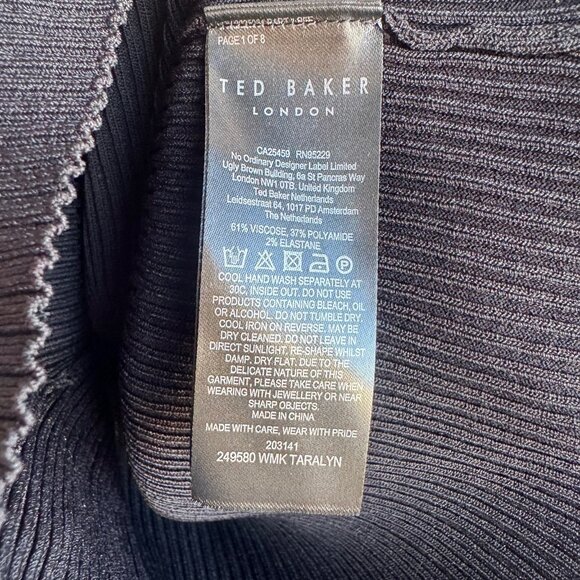 PAGE 1 OF 8
TED BAKER
LONDON
CA25459 RN95229
No Ordinary Designer Label Limited
Ugly Brown Building, 6a St Pancras Way
London NW1 0TB. United Kingdom
Ted Baker Netherlands
Leidsestraat 64, 1017 PD Amsterdam
The Netherlands
61% VISCOSE, 37% POLYAMIDE
2% ELASTANE
P
COOL HAND WASH SEPARATELY AT
30C, INSIDE OUT. DO NOT USE
PRODUCTS CONTAINING BLEACH, OIL
OR ALCOHOL. DO NOT TUMBLE DRY.
COOL IRON ON REVERSE. MAY BE
DRY CLEANED. DO NOT LEAVE IN
DIRECT SUNLIGHT. RE-SHAPE WHILST
DAMP. DRY FLAT. DUE TO THE
DELICATE NATURE OF THIS
GARMENT, PLEASE TAKE CARE WHEN
WEARING WITH JEWELLERY OR NEAR
SHARP OBJECTS.
MADE IN CHINA
MADE WITH CARE, WEAR WITH PRIDE
203141
249580 WMK TARALYN